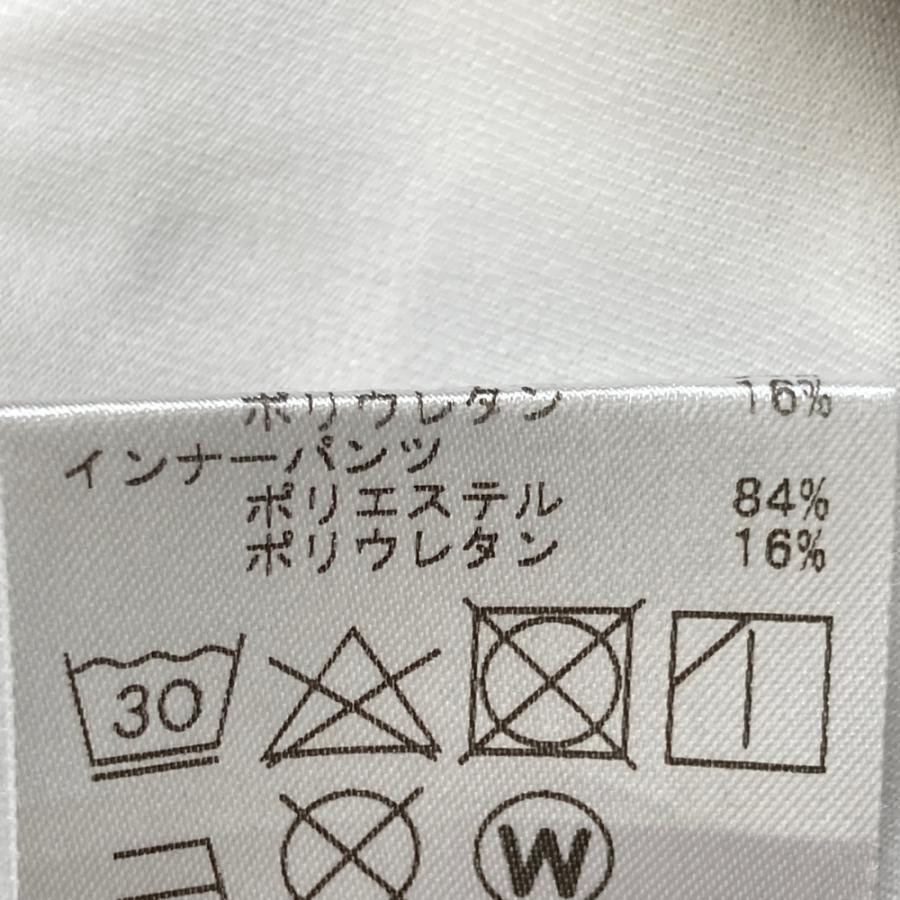 ポリウレタン 16%
インナーパンツ
ポリエステル 84%
ポリウレタン 16%
30
W